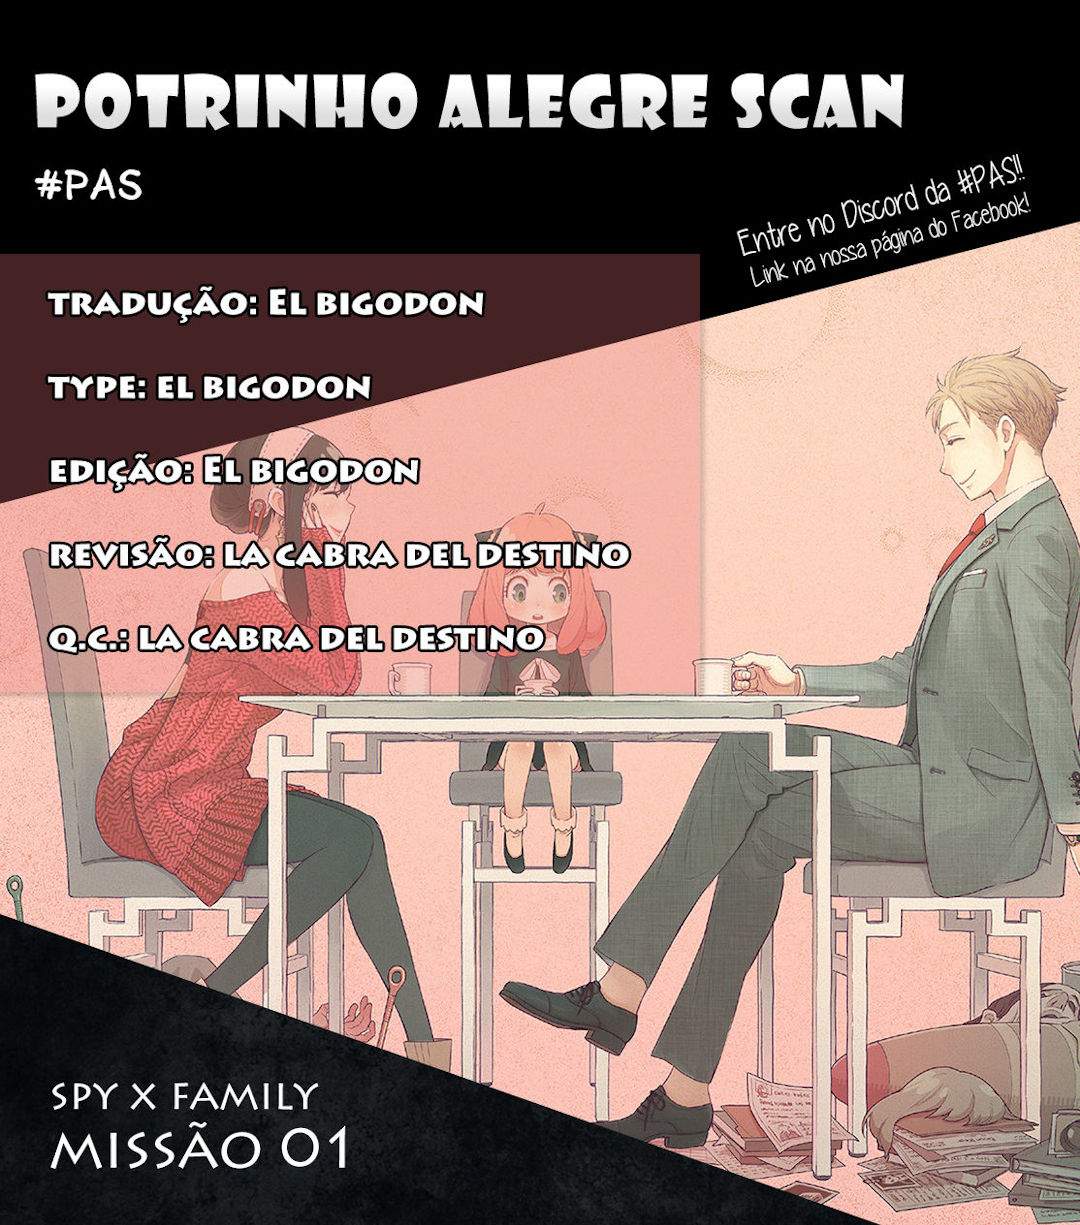 POTRINHO ALEGRE SCAN
#PAS
Entre no Discord da #PAS!!
Link na nossa página do Facebook!
TRADUÇÃO: EL BIGODON
TYPE: EL BIGODON
EDIÇÃO: EL BIGODON
REVISÃO: LA CABRA DEL DESTINO
Q.C.: LA CABRA DEL DESTINO
SPY X FAMILY
MISSÃO 01